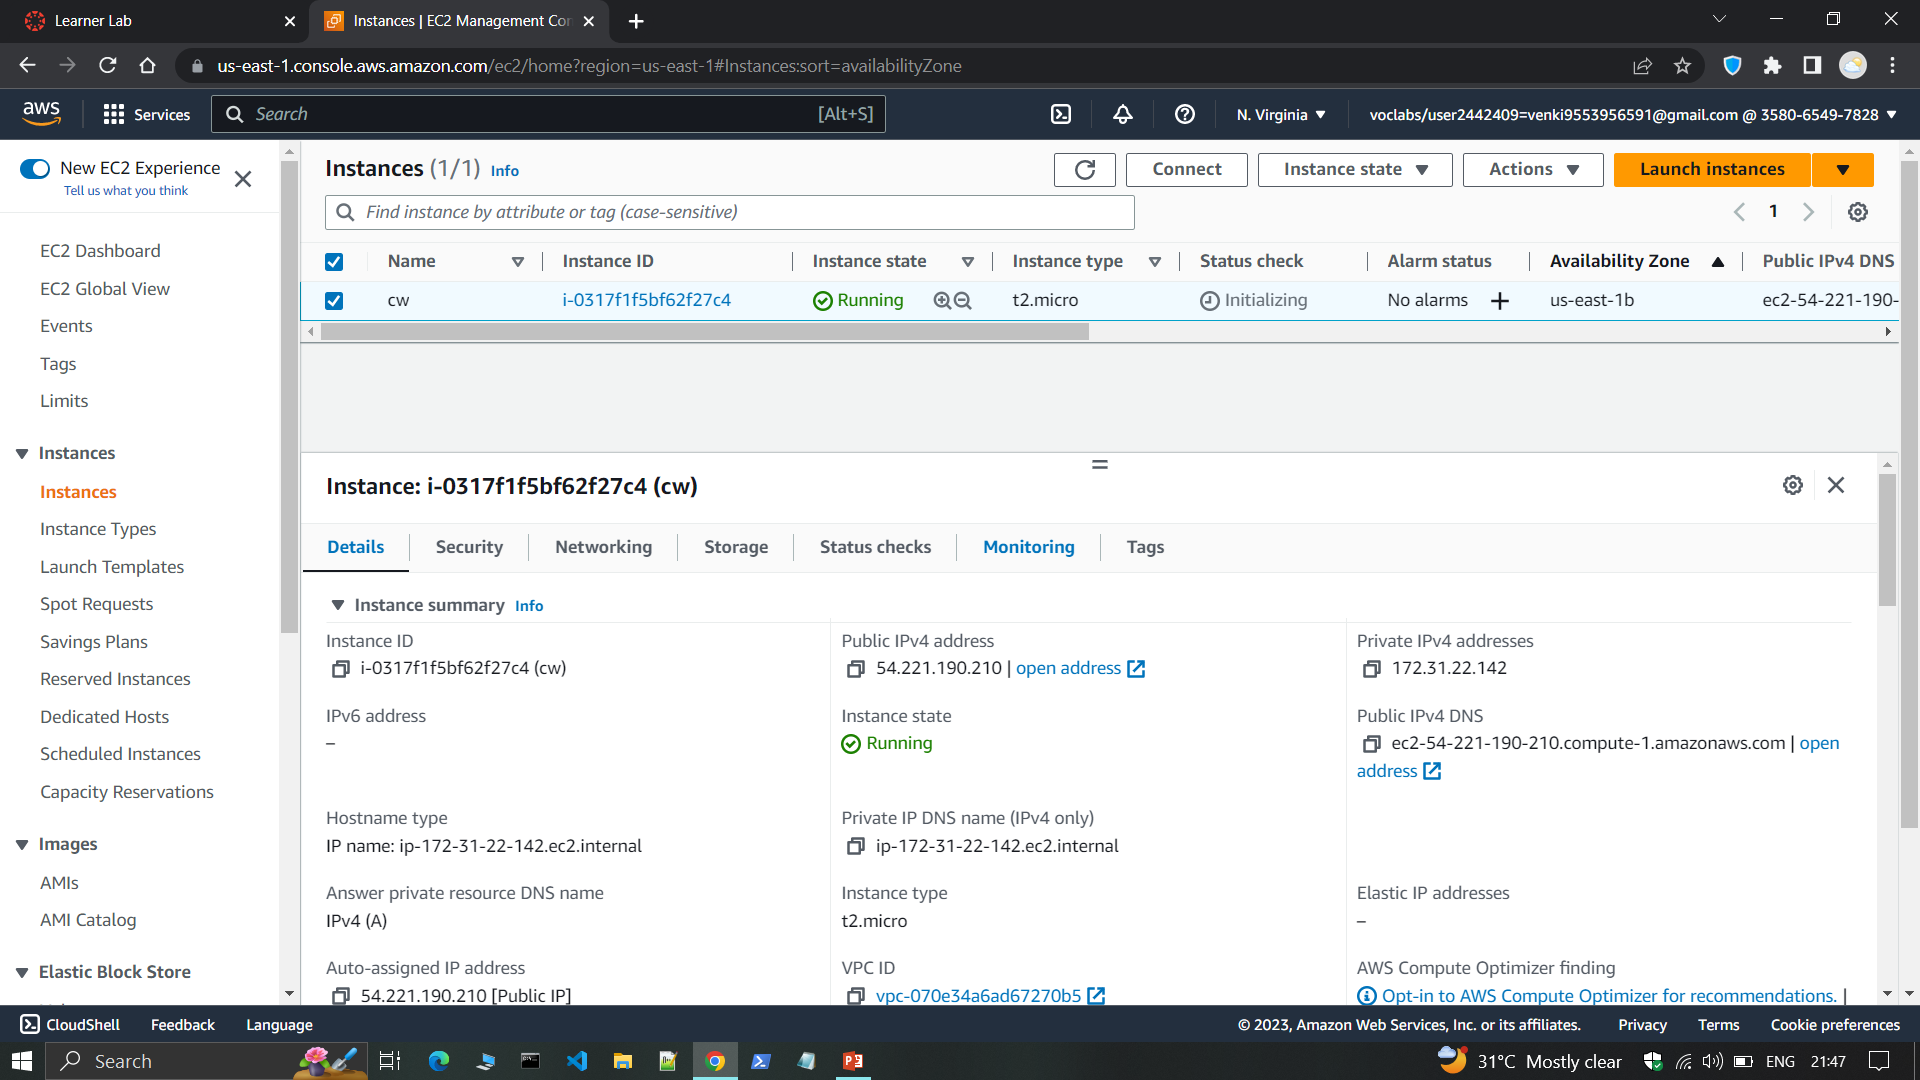 Learner Lab
Instances | EC2 Management Con
us-east-1.console.aws.amazon.com/ec2/home?region=us-east-1#Instances:sort=availabilityZone
aws
Services
Search
[Alt+S]
N. Virginia
voclabs/user2442409=venki9553956591@gmail.com @ 3580-6549-7828
New EC2 Experience
Tell us what you think
EC2 Dashboard
EC2 Global View
Events
Tags
Limits
Instances
Instances
Instance Types
Launch Templates
Spot Requests
Savings Plans
Reserved Instances
Dedicated Hosts
Scheduled Instances
Capacity Reservations
Images
AMIs
AMI Catalog
Elastic Block Store
Instances (1/1) Info
Connect
Instance state
Actions
Launch instances
Find instance by attribute or tag (case-sensitive)
1
Name Instance ID Instance state Instance type Status check Alarm status Availability Zone Public IPv4 DNS
cw i-0317f1f5bf62f27c4 Running t2.micro Initializing No alarms us-east-1b ec2-54-221-190-
Instance: i-0317f1f5bf62f27c4 (cw)
Details Security Networking Storage Status checks Monitoring Tags
Instance summary Info
Instance ID
i-0317f1f5bf62f27c4 (cw)
Public IPv4 address
54.221.190.210 | open address
Private IPv4 addresses
172.31.22.142
IPv6 address
–
Instance state
Running
Public IPv4 DNS
ec2-54-221-190-210.compute-1.amazonaws.com | open
address
Hostname type
IP name: ip-172-31-22-142.ec2.internal
Private IP DNS name (IPv4 only)
ip-172-31-22-142.ec2.internal
Answer private resource DNS name
IPv4 (A)
Instance type
t2.micro
Elastic IP addresses
–
Auto-assigned IP address
54.221.190.210 [Public IP]
VPC ID
vpc-070e34a6ad67270b5
AWS Compute Optimizer finding
Opt-in to AWS Compute Optimizer for recommendations. |
CloudShell
Feedback
Language
© 2023, Amazon Web Services, Inc. or its affiliates.
Privacy
Terms
Cookie preferences
Search
31°C Mostly clear
ENG
21:47